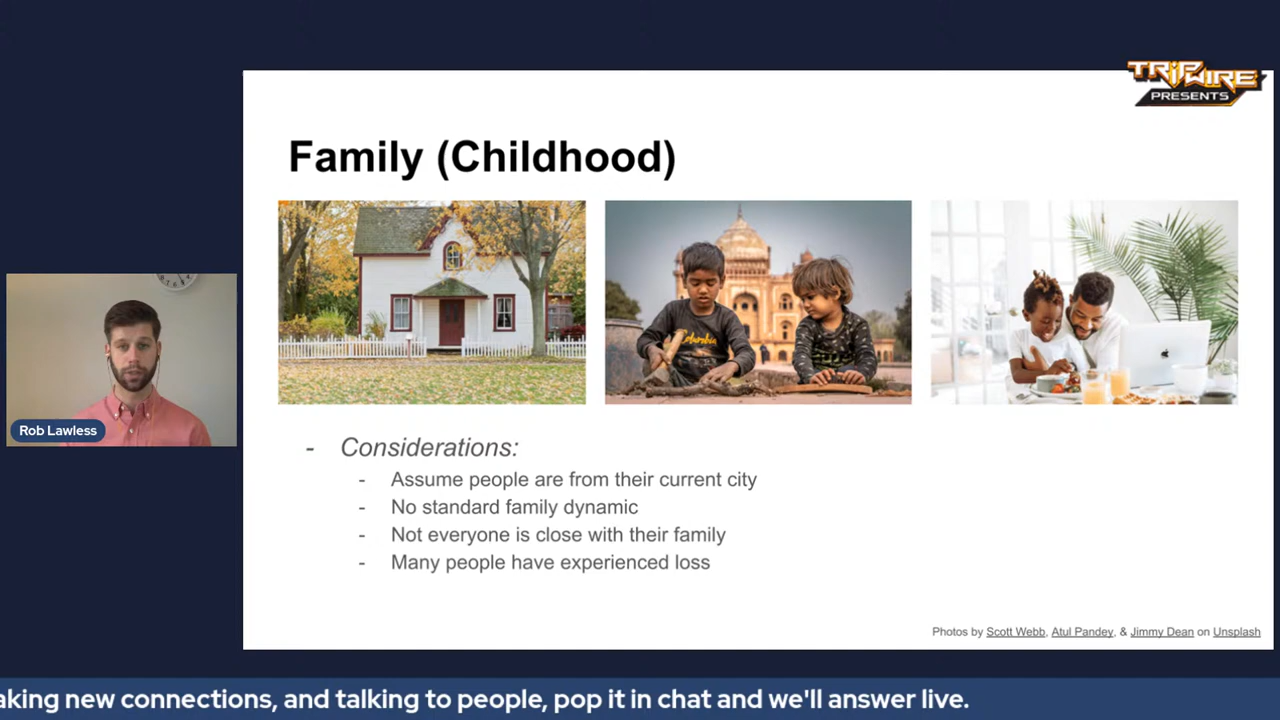 TRiPWIRE
PRESENTS
Family (Childhood)
Rob Lawless
- Considerations:
- Assume people are from their current city
- No standard family dynamic
- Not everyone is close with their family
- Many people have experienced loss
Photos by Scott Webb, Atul Pandey, & Jimmy Dean on Unsplash
aking new connections, and talking to people, pop it in chat and we'll answer live.